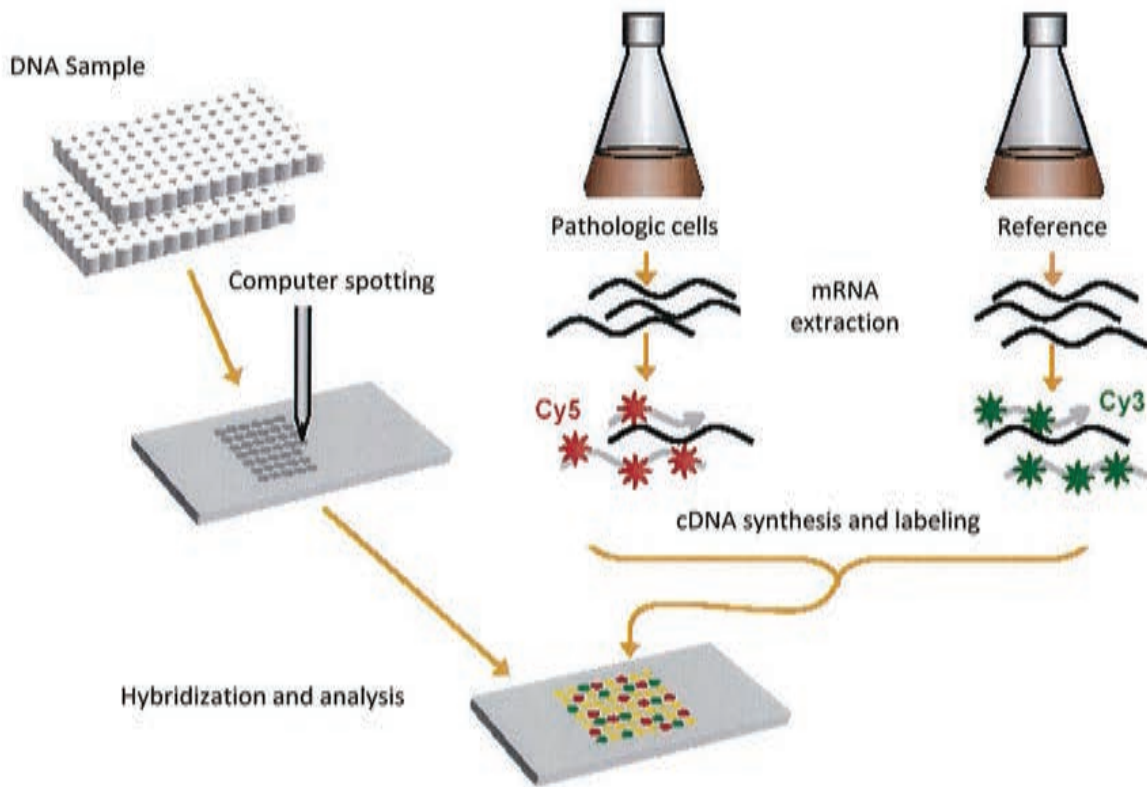 DNA Sample
Computer spotting
Pathologic cells
Reference
mRNA
extraction
Cy5
Cy3
cDNA synthesis and labeling
Hybridization and analysis